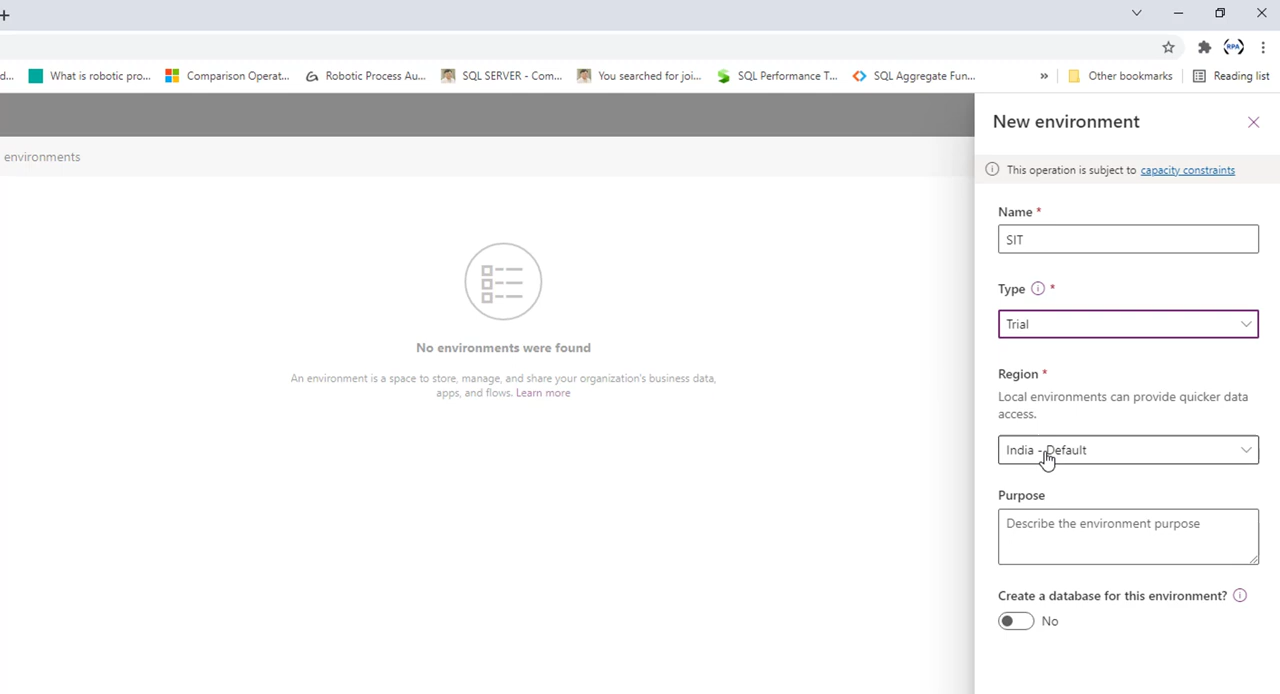 d...
What is robotic pro...
Comparison Operat...
Robotic Process Au...
SQL SERVER - Com...
You searched for joi...
SQL Performance T...
SQL Aggregate Fun...
»
Other bookmarks
Reading list
RPA
environments
No environments were found
An environment is a space to store, manage, and share your organization's business data,
apps, and flows. Learn more
New environment
This operation is subject to capacity constraints
Name *
SIT
Type *
Trial
Region *
Local environments can provide quicker data
access.
India - Default
Purpose
Describe the environment purpose
Create a database for this environment?
No